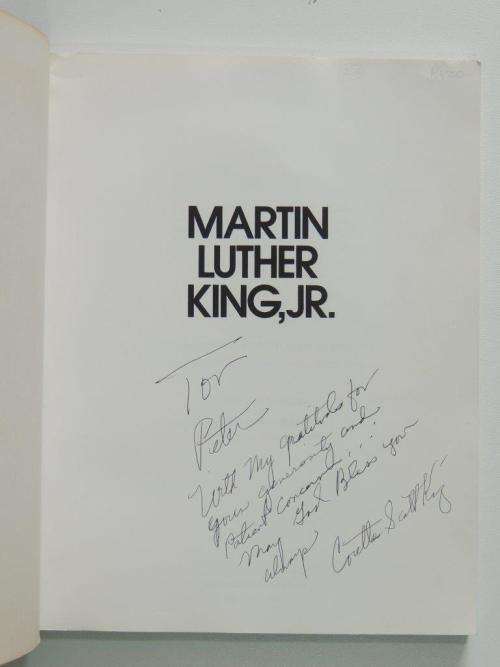 MARTIN
LUTHER
KING, JR.
To
Peter
With My gratitude for
your generosity and
Patient concern...
May God Bless you
always
Coretta Scott King